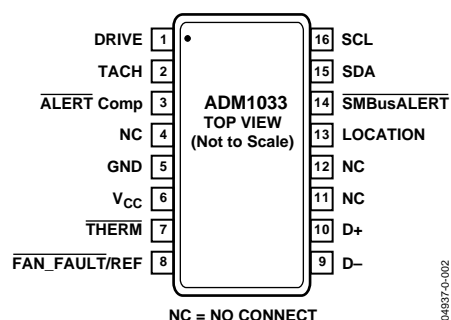 DRIVE 1
TACH 2
ALERT Comp 3
NC 4
GND 5
VCC 6
THERM 7
FAN_FAULT/REF 8
ADM1033
TOP VIEW
(Not to Scale)
16 SCL
15 SDA
14 SMBusALERT
13 LOCATION
12 NC
11 NC
10 D+
9 D–
NC = NO CONNECT
04937-0-002